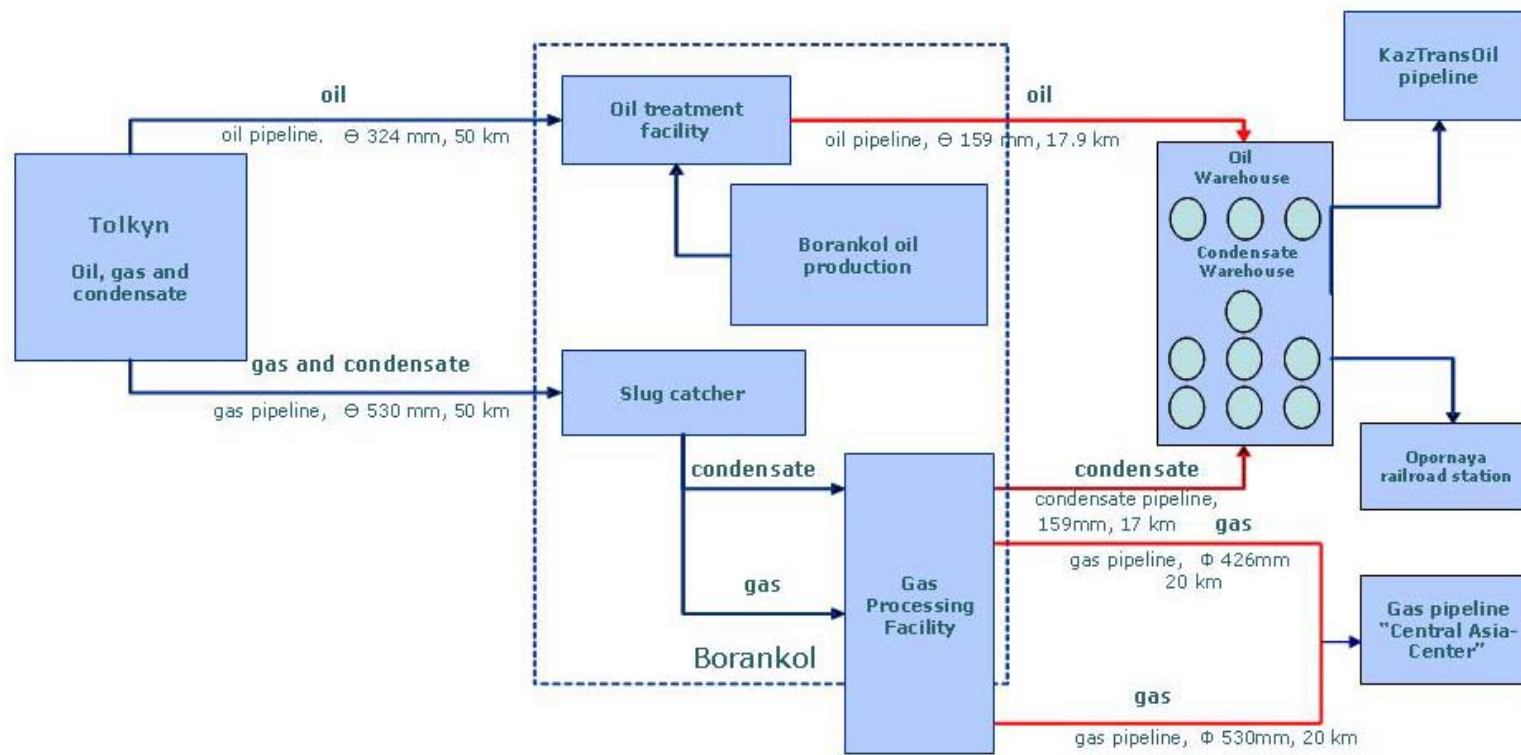 KazTransOil
pipeline
oil
oil pipeline, Θ 324 mm, 50 km
Oil treatment
facility
oil
oil pipeline, Θ 159 mm, 17.9 km
Tolkyn
Oil, gas and
condensate
Borankol oil
production
Oil
Warehouse
Condensate
Warehouse
gas and condensate
gas pipeline, Θ 530 mm, 50 km
Slug catcher
condensate
gas
Gas
Processing
Facility
Borankol
condensate
condensate pipeline,
159mm, 17 km
gas
gas pipeline, Φ 426mm
20 km
gas
gas pipeline, Φ 530mm, 20 km
Opornaya
railroad station
Gas pipeline
"Central Asia-
Center"